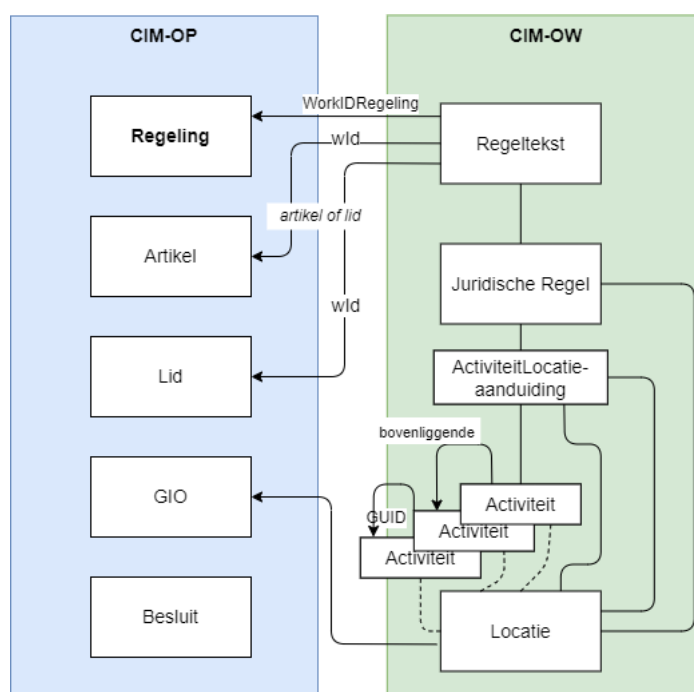 CIM-OP
CIM-OW
WorkIDRegeling
Regeling
wId
Regeltekst
artikel of lid
Artikel
Juridische Regel
wId
Lid
ActiviteitLocatie-
aanduiding
bovenliggende
GIO
GUID
Activiteit
Activiteit
Activiteit
Besluit
Locatie